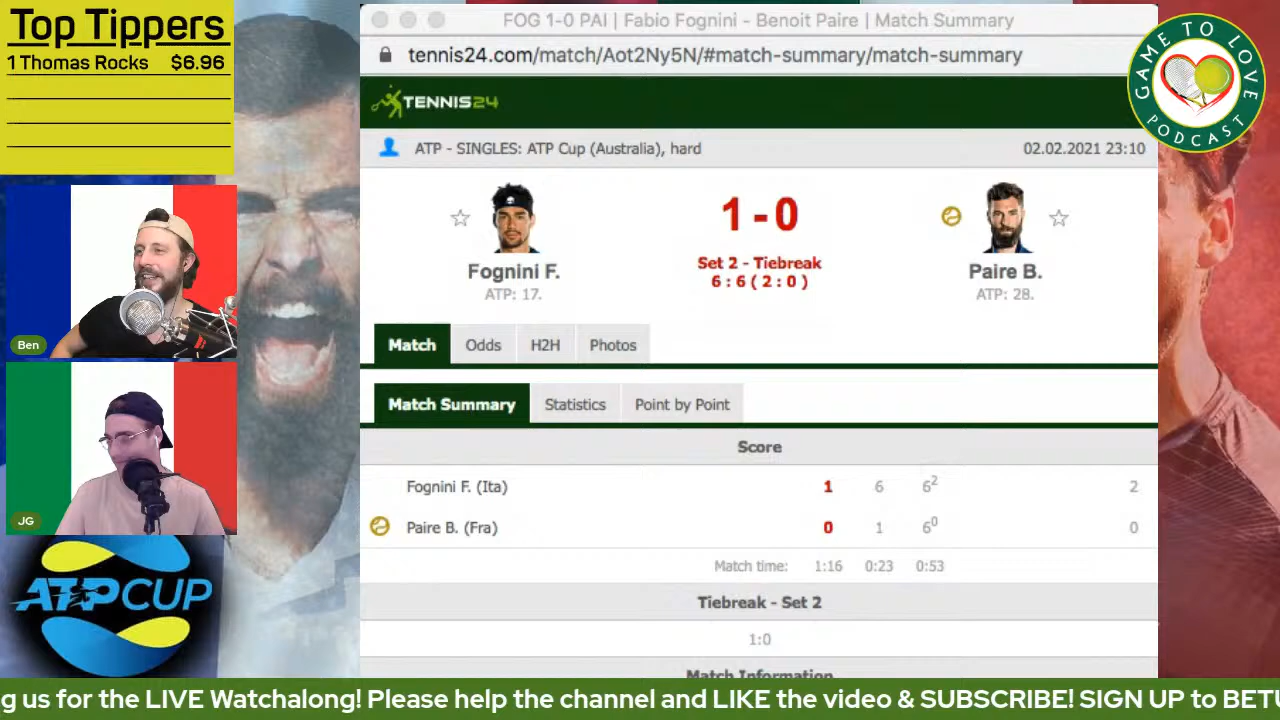 Top Tippers
1 Thomas Rocks $6.96
Ben
JG
ATP CUP
FOG 1-0 PAI | Fabio Fognini - Benoit Paire | Match Summary
tennis24.com/match/Aot2Ny5N/#match-summary/match-summary
TENNIS24
ATP - SINGLES: ATP Cup (Australia), hard 02.02.2021 23:10
1 - 0
Set 2 - Tiebreak
6 : 6 ( 2 : 0 )
Fognini F.
ATP: 17.
Paire B.
ATP: 28.
Match Odds H2H Photos
Match Summary Statistics Point by Point
Score
Fognini F. (Ita) 1 6 6² 2
Paire B. (Fra) 0 1 6⁰ 0
Match time: 1:16 0:23 0:53
Tiebreak - Set 2
1:0
Match Information
GAME TO LOVE
PODCAST
g us for the LIVE Watchalong! Please help the channel and LIKE the video & SUBSCRIBE! SIGN UP to BET